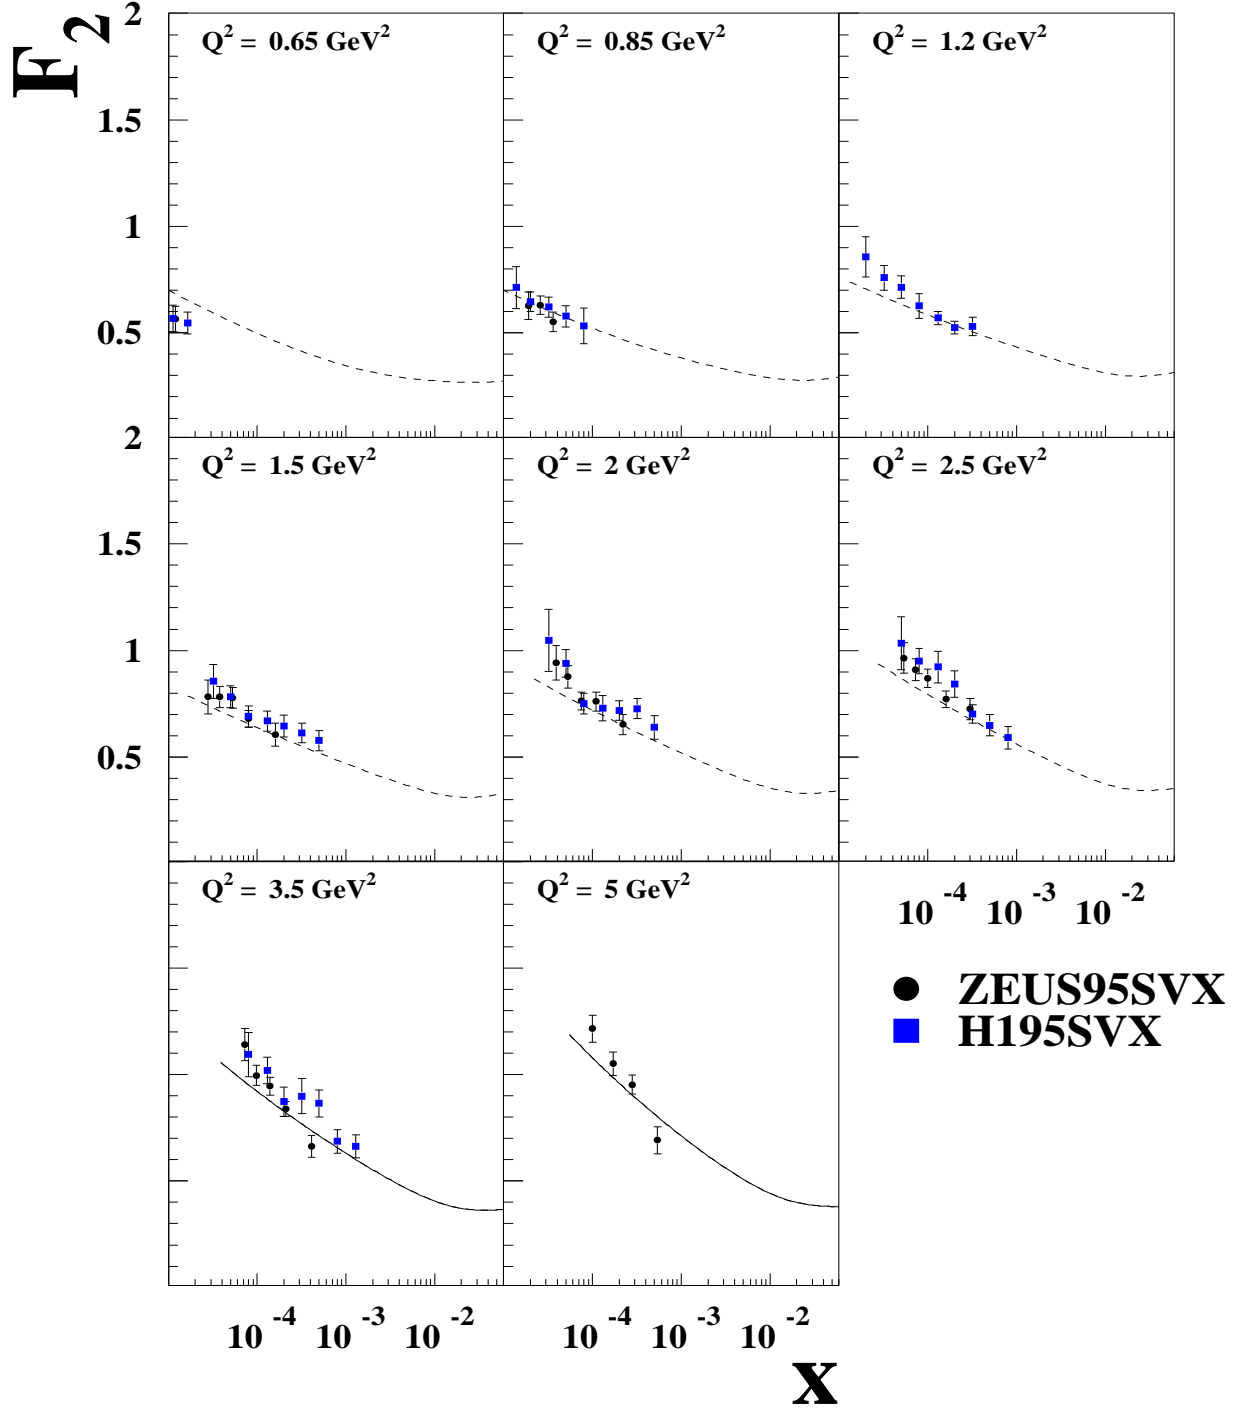 F2
Q² = 0.65 GeV²
Q² = 0.85 GeV²
Q² = 1.2 GeV²
2
1.5
1
0.5
Q² = 1.5 GeV²
Q² = 2 GeV²
Q² = 2.5 GeV²
2
1.5
1
0.5
Q² = 3.5 GeV²
Q² = 5 GeV²
10⁻⁴ 10⁻³ 10⁻²
ZEUS95SVX
H195SVX
10⁻⁴ 10⁻³ 10⁻²
10⁻⁴ 10⁻³ 10⁻²
x